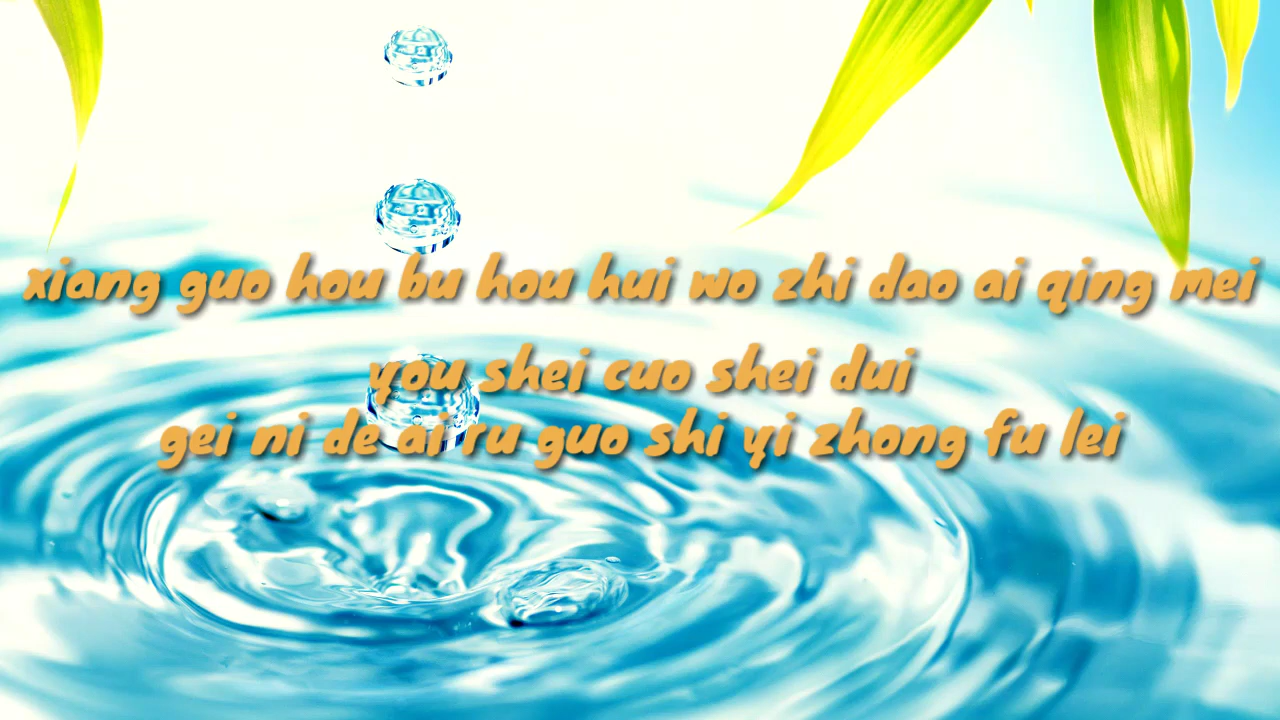 xiang guo hou bu hou hui wo zhi dao ai qing mei
you shei cuo shei dui
gei ni de ai ru guo shi yi zhong fu lei